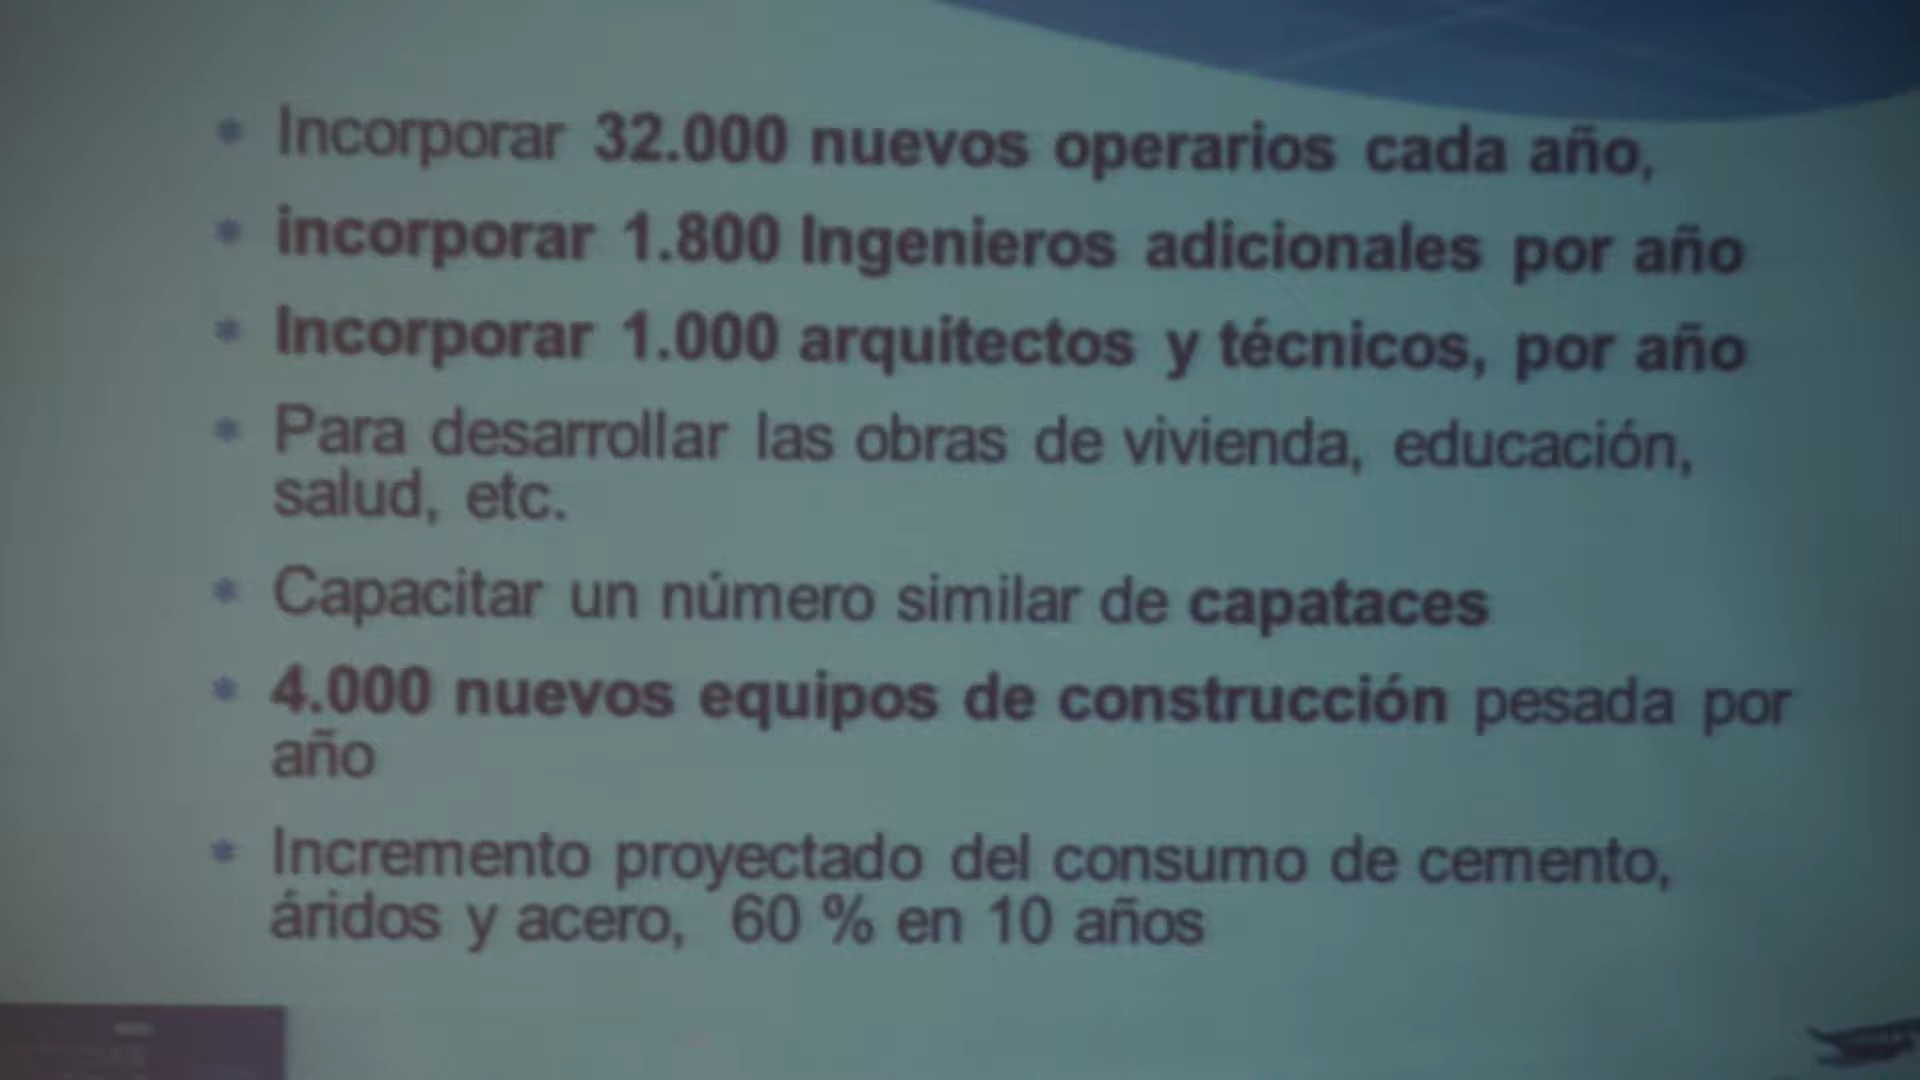 * Incorporar 32.000 nuevos operarios cada año,
* incorporar 1.800 Ingenieros adicionales por año
* Incorporar 1.000 arquitectos y técnicos, por año
* Para desarrollar las obras de vivienda, educación,
salud, etc.
* Capacitar un número similar de capataces
* 4.000 nuevos equipos de construcción pesada por
año
* Incremento proyectado del consumo de cemento,
áridos y acero, 60 % en 10 años